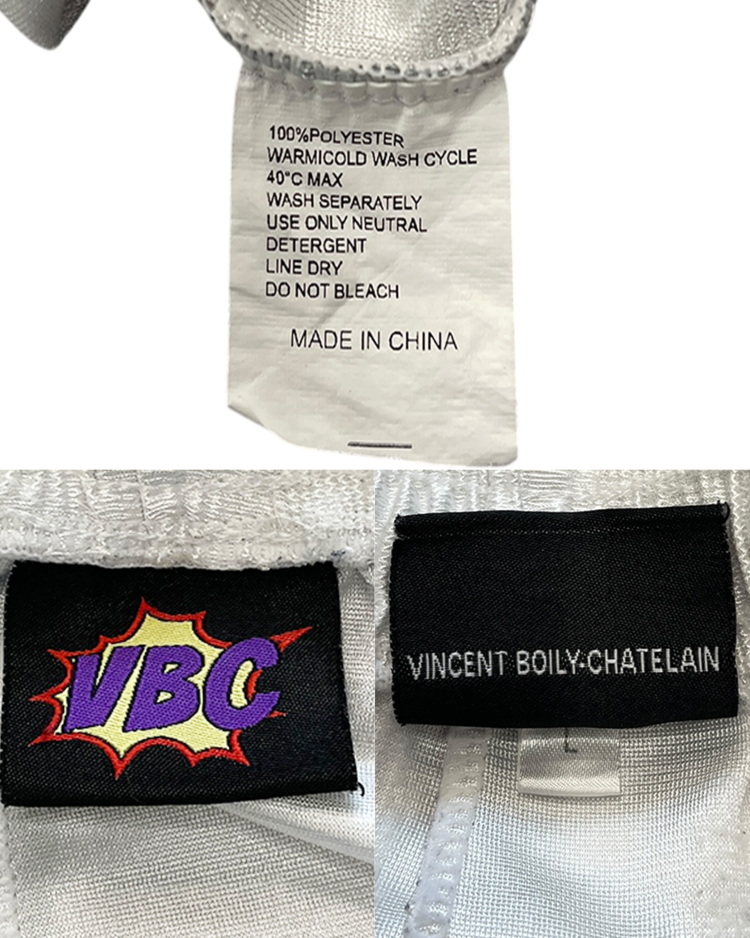 100%POLYESTER
WARMICOLD WASH CYCLE
40°C MAX
WASH SEPARATELY
USE ONLY NEUTRAL
DETERGENT
LINE DRY
DO NOT BLEACH
MADE IN CHINA
VBC
VINCENT BOILY-CHATELAIN
L